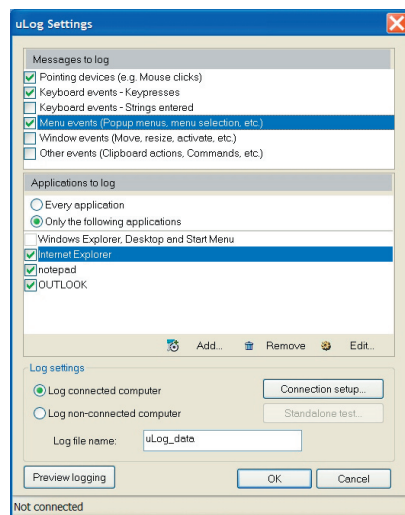 uLog Settings
Messages to log
Pointing devices (e.g. Mouse clicks)
Keyboard events - Keypresses
Keyboard events - Strings entered
Menu events (Popup menus, menu selection, etc.)
Window events (Move, resize, activate, etc.)
Other events (Clipboard actions, Commands, etc.)
Applications to log
Every application
Only the following applications
Windows Explorer, Desktop and Start Menu
Internet Explorer
notepad
OUTLOOK
Add... Remove Edit...
Log settings
Log connected computer Connection setup...
Log non-connected computer Standalone test...
Log file name: uLog_data
Preview logging OK Cancel
Not connected